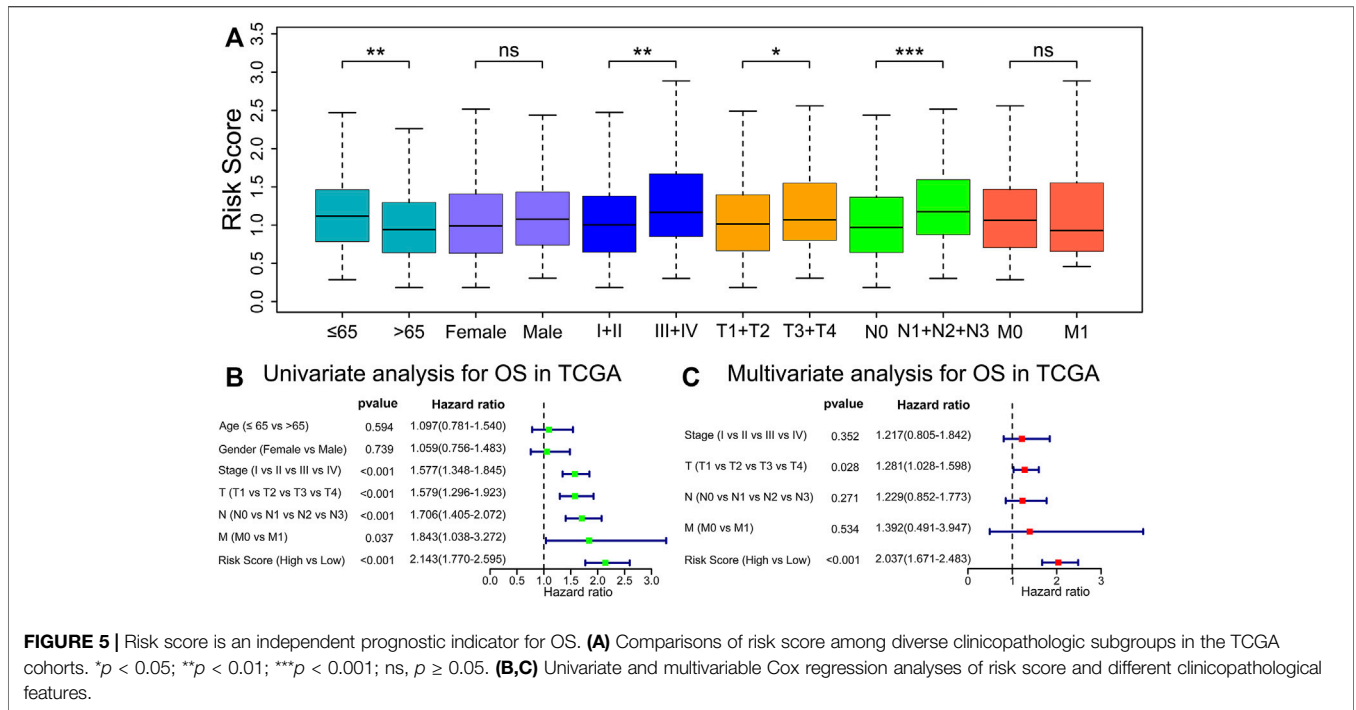 A
** ns ** * *** ns
Risk Score
3.5
3.0
2.5
2.0
1.5
1.0
0.5
0.0
≤65 >65 Female Male I+II III+IV T1+T2 T3+T4 N0 N1+N2+N3 M0 M1
B Univariate analysis for OS in TCGA
pvalue Hazard ratio
Age (≤ 65 vs >65) 0.594 1.097(0.781-1.540)
Gender (Female vs Male) 0.739 1.059(0.756-1.483)
Stage (I vs II vs III vs IV) <0.001 1.577(1.348-1.845)
T (T1 vs T2 vs T3 vs T4) <0.001 1.579(1.296-1.923)
N (N0 vs N1 vs N2 vs N3) <0.001 1.706(1.405-2.072)
M (M0 vs M1) 0.037 1.843(1.038-3.272)
Risk Score (High vs Low) <0.001 2.143(1.770-2.595)
0.0 0.5 1.0 1.5 2.0 2.5 3.0
Hazard ratio
C Multivariate analysis for OS in TCGA
pvalue Hazard ratio
Stage (I vs II vs III vs IV) 0.352 1.217(0.805-1.842)
T (T1 vs T2 vs T3 vs T4) 0.028 1.281(1.028-1.598)
N (N0 vs N1 vs N2 vs N3) 0.271 1.229(0.852-1.773)
M (M0 vs M1) 0.534 1.392(0.491-3.947)
Risk Score (High vs Low) <0.001 2.037(1.671-2.483)
0 1 2 3
Hazard ratio
FIGURE 5 | Risk score is an independent prognostic indicator for OS. (A) Comparisons of risk score among diverse clinicopathologic subgroups in the TCGA
cohorts. *p < 0.05; **p < 0.01; ***p < 0.001; ns, p ≥ 0.05. (B,C) Univariate and multivariable Cox regression analyses of risk score and different clinicopathological
features.